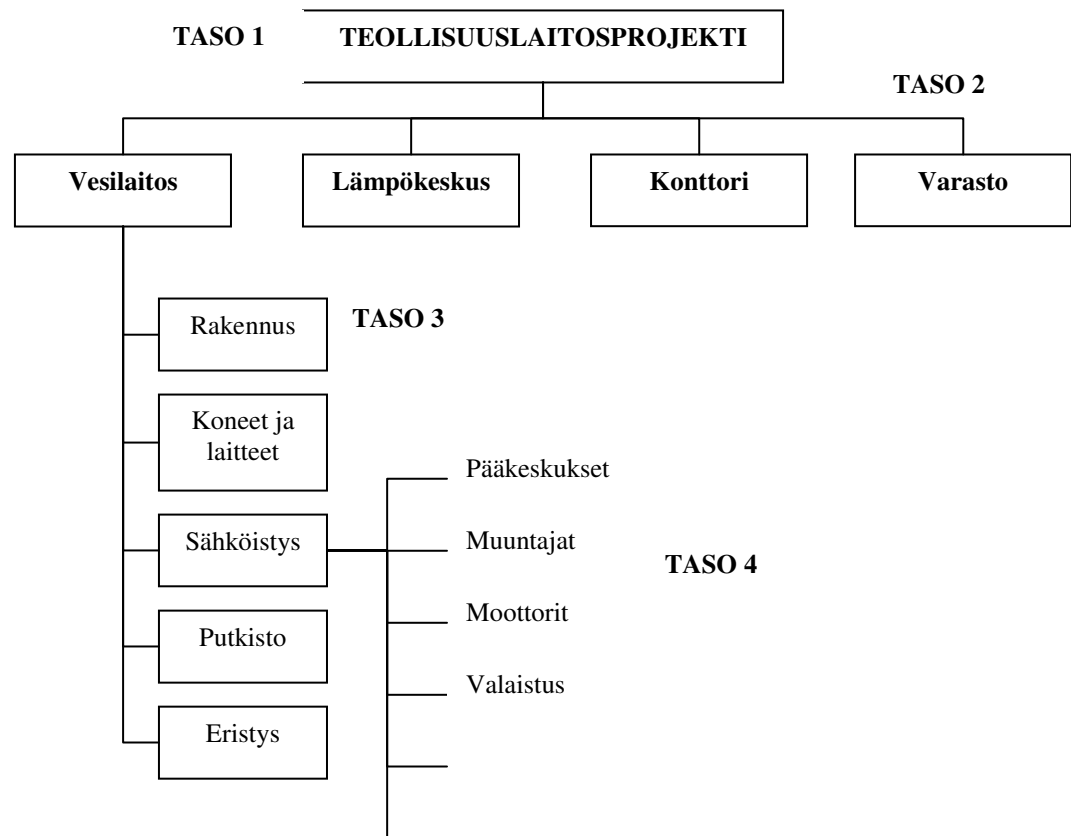 TASO 1
TEOLLISUUSLAITOSPROJEKTI
TASO 2
Vesilaitos
Lämpökeskus
Konttori
Varasto
Rakennus
TASO 3
Koneet ja
laitteet
Sähköistys
Putkisto
Eristys
Pääkeskukset
Muuntajat
Moottorit
Valaistus
TASO 4